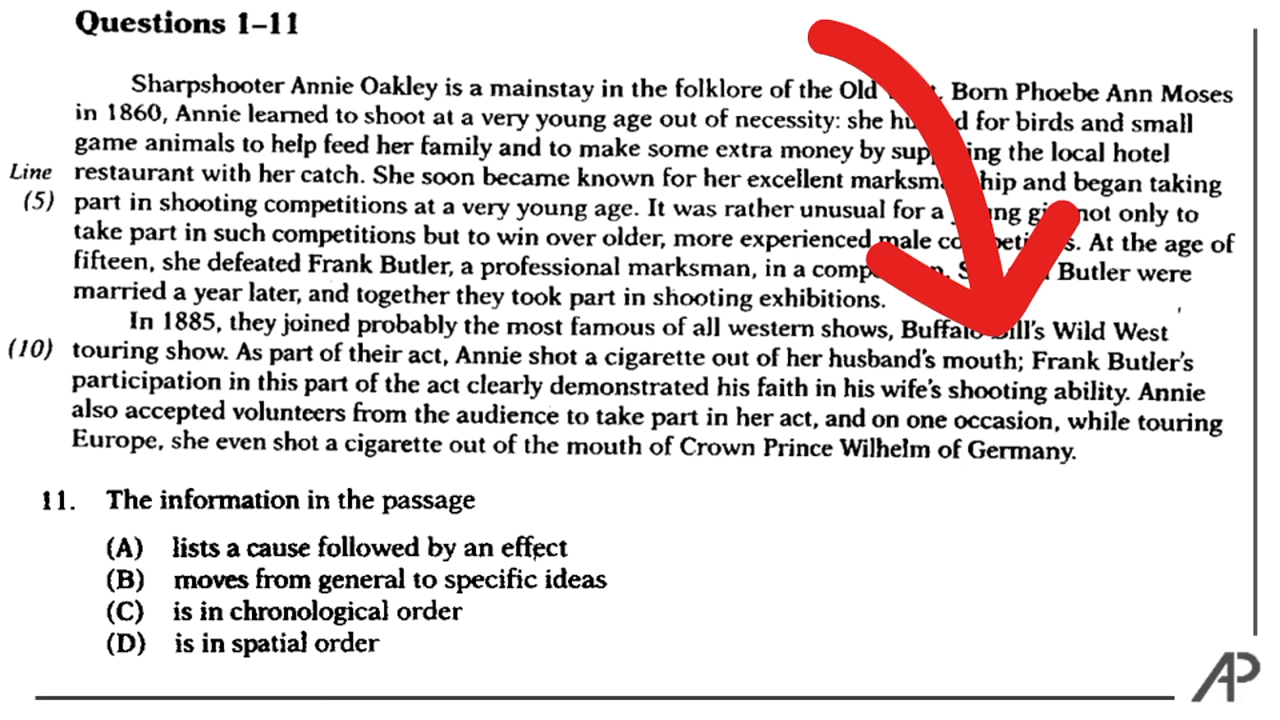 Questions 1–11
Sharpshooter Annie Oakley is a mainstay in the folklore of the Old Born Phoebe Ann Moses
in 1860, Annie learned to shoot at a very young age out of necessity: she for birds and small
game animals to help feed her family and to make some extra money by the local hotel
Line restaurant with her catch. She soon became known for her excellent and began taking
(5) part in shooting competitions at a very young age. It was rather unusual for a not only to
take part in such competitions but to win over older, more experienced male At the age of
fifteen, she defeated Frank Butler, a professional marksman, in a Butler were
married a year later, and together they took part in shooting exhibitions.
In 1885, they joined probably the most famous of all western shows, Buffalo Bill's Wild West
(10) touring show. As part of their act, Annie shot a cigarette out of her husband's mouth; Frank Butler's
participation in this part of the act clearly demonstrated his faith in his wife's shooting ability. Annie
also accepted volunteers from the audience to take part in her act, and on one occasion, while touring
Europe, she even shot a cigarette out of the mouth of Crown Prince Wilhelm of Germany.
11. The information in the passage
(A) lists a cause followed by an effect
(B) moves from general to specific ideas
(C) is in chronological order
(D) is in spatial order
AP